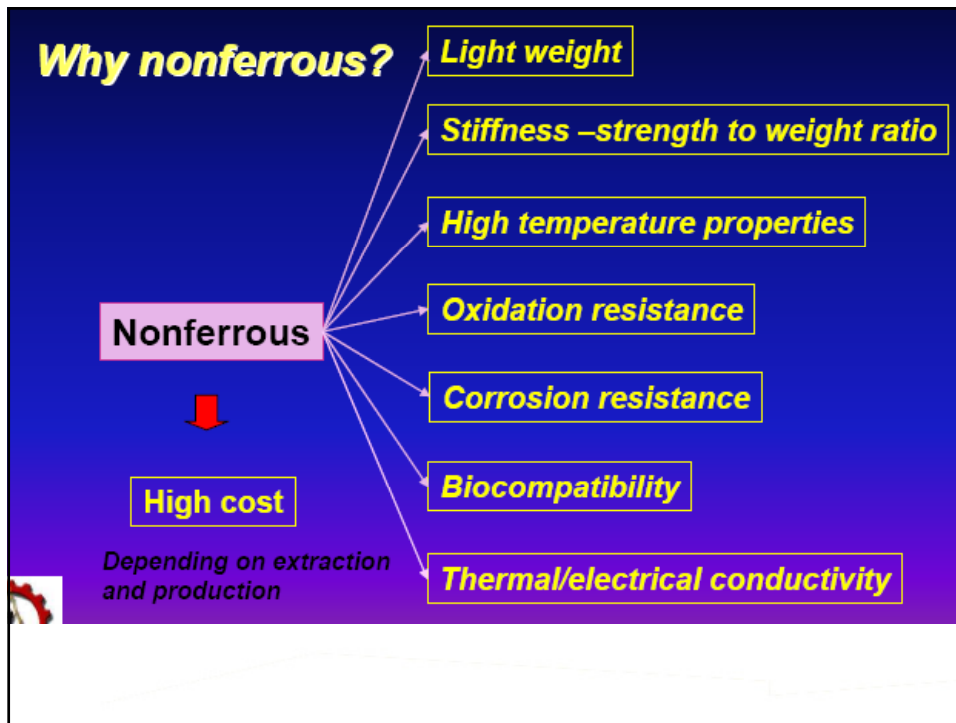 Why nonferrous?
Light weight
Stiffness –strength to weight ratio
High temperature properties
Oxidation resistance
Nonferrous
Corrosion resistance
Biocompatibility
High cost
Depending on extraction
and production
Thermal/electrical conductivity